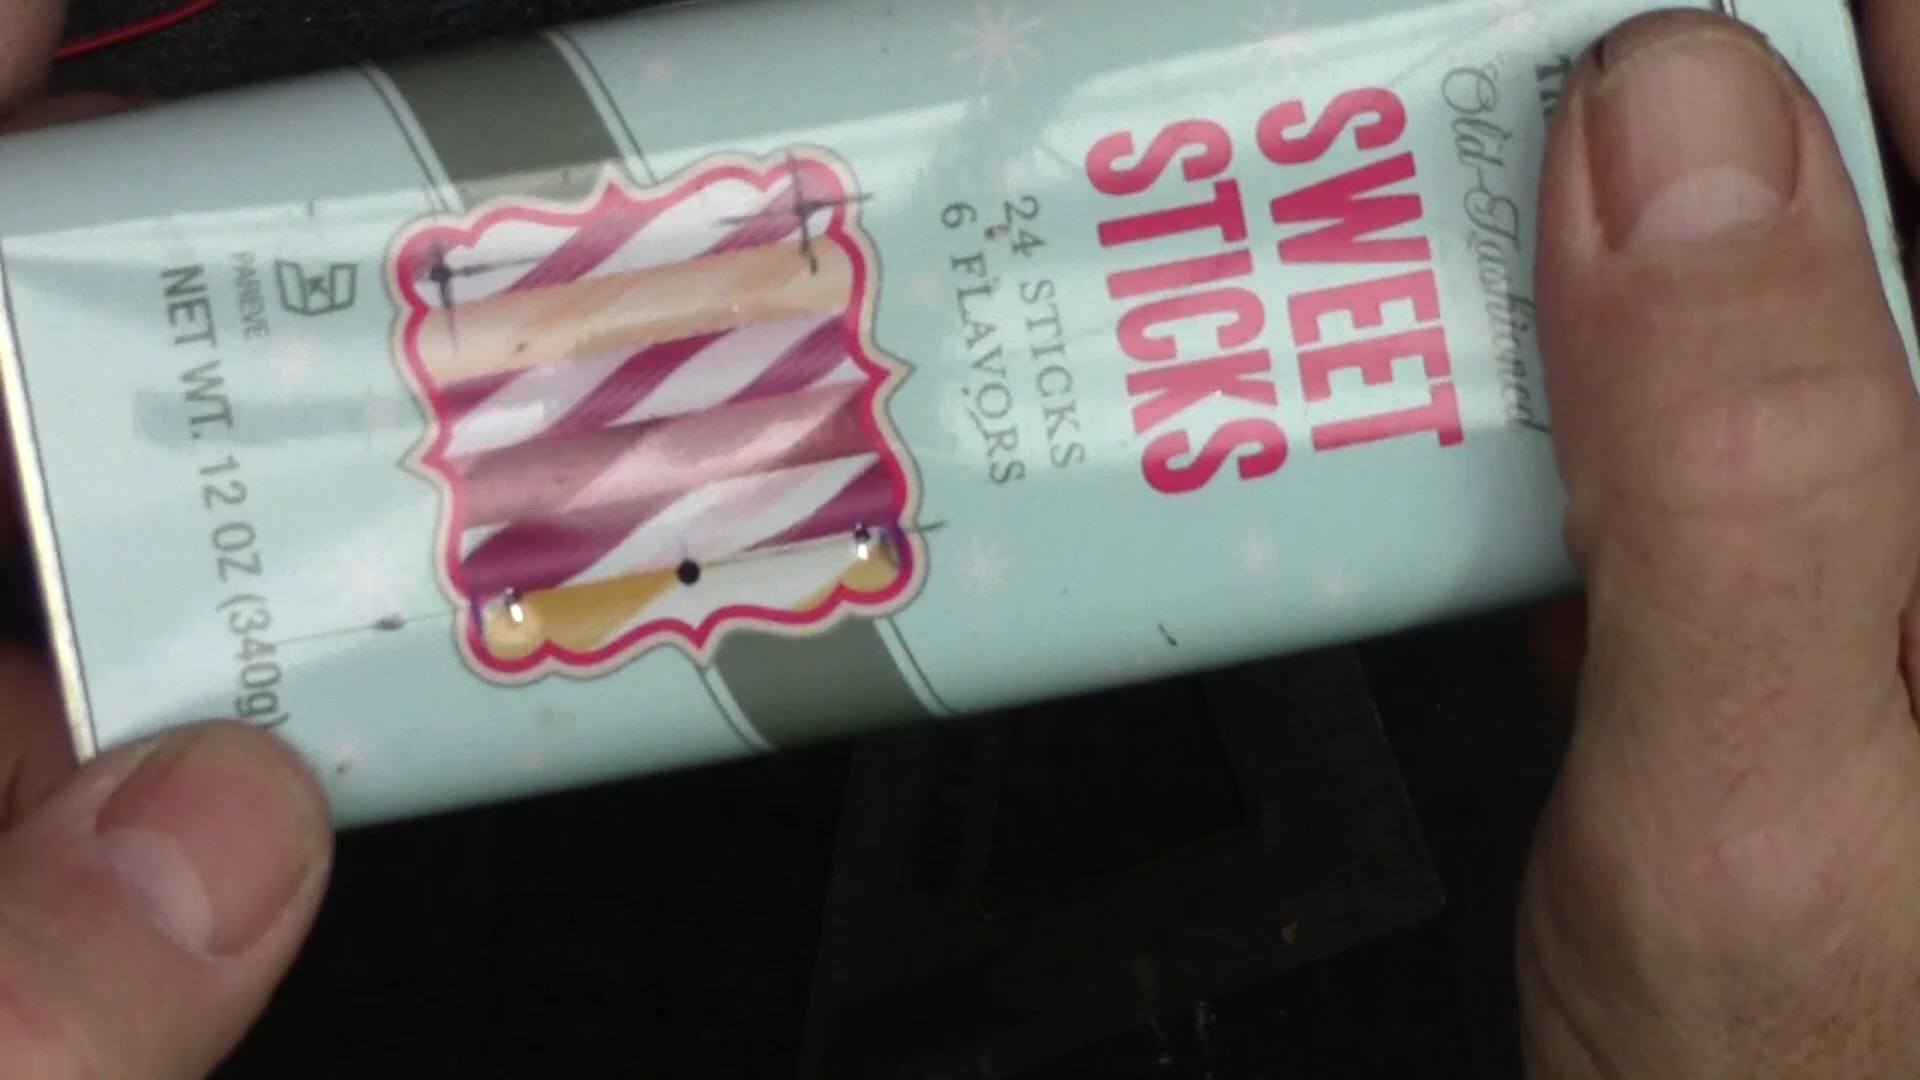 Old-Fashioned
SWEET
STICKS
24 STICKS
6 FLAVORS
K
PAREVE
NET WT. 12 OZ (340g)